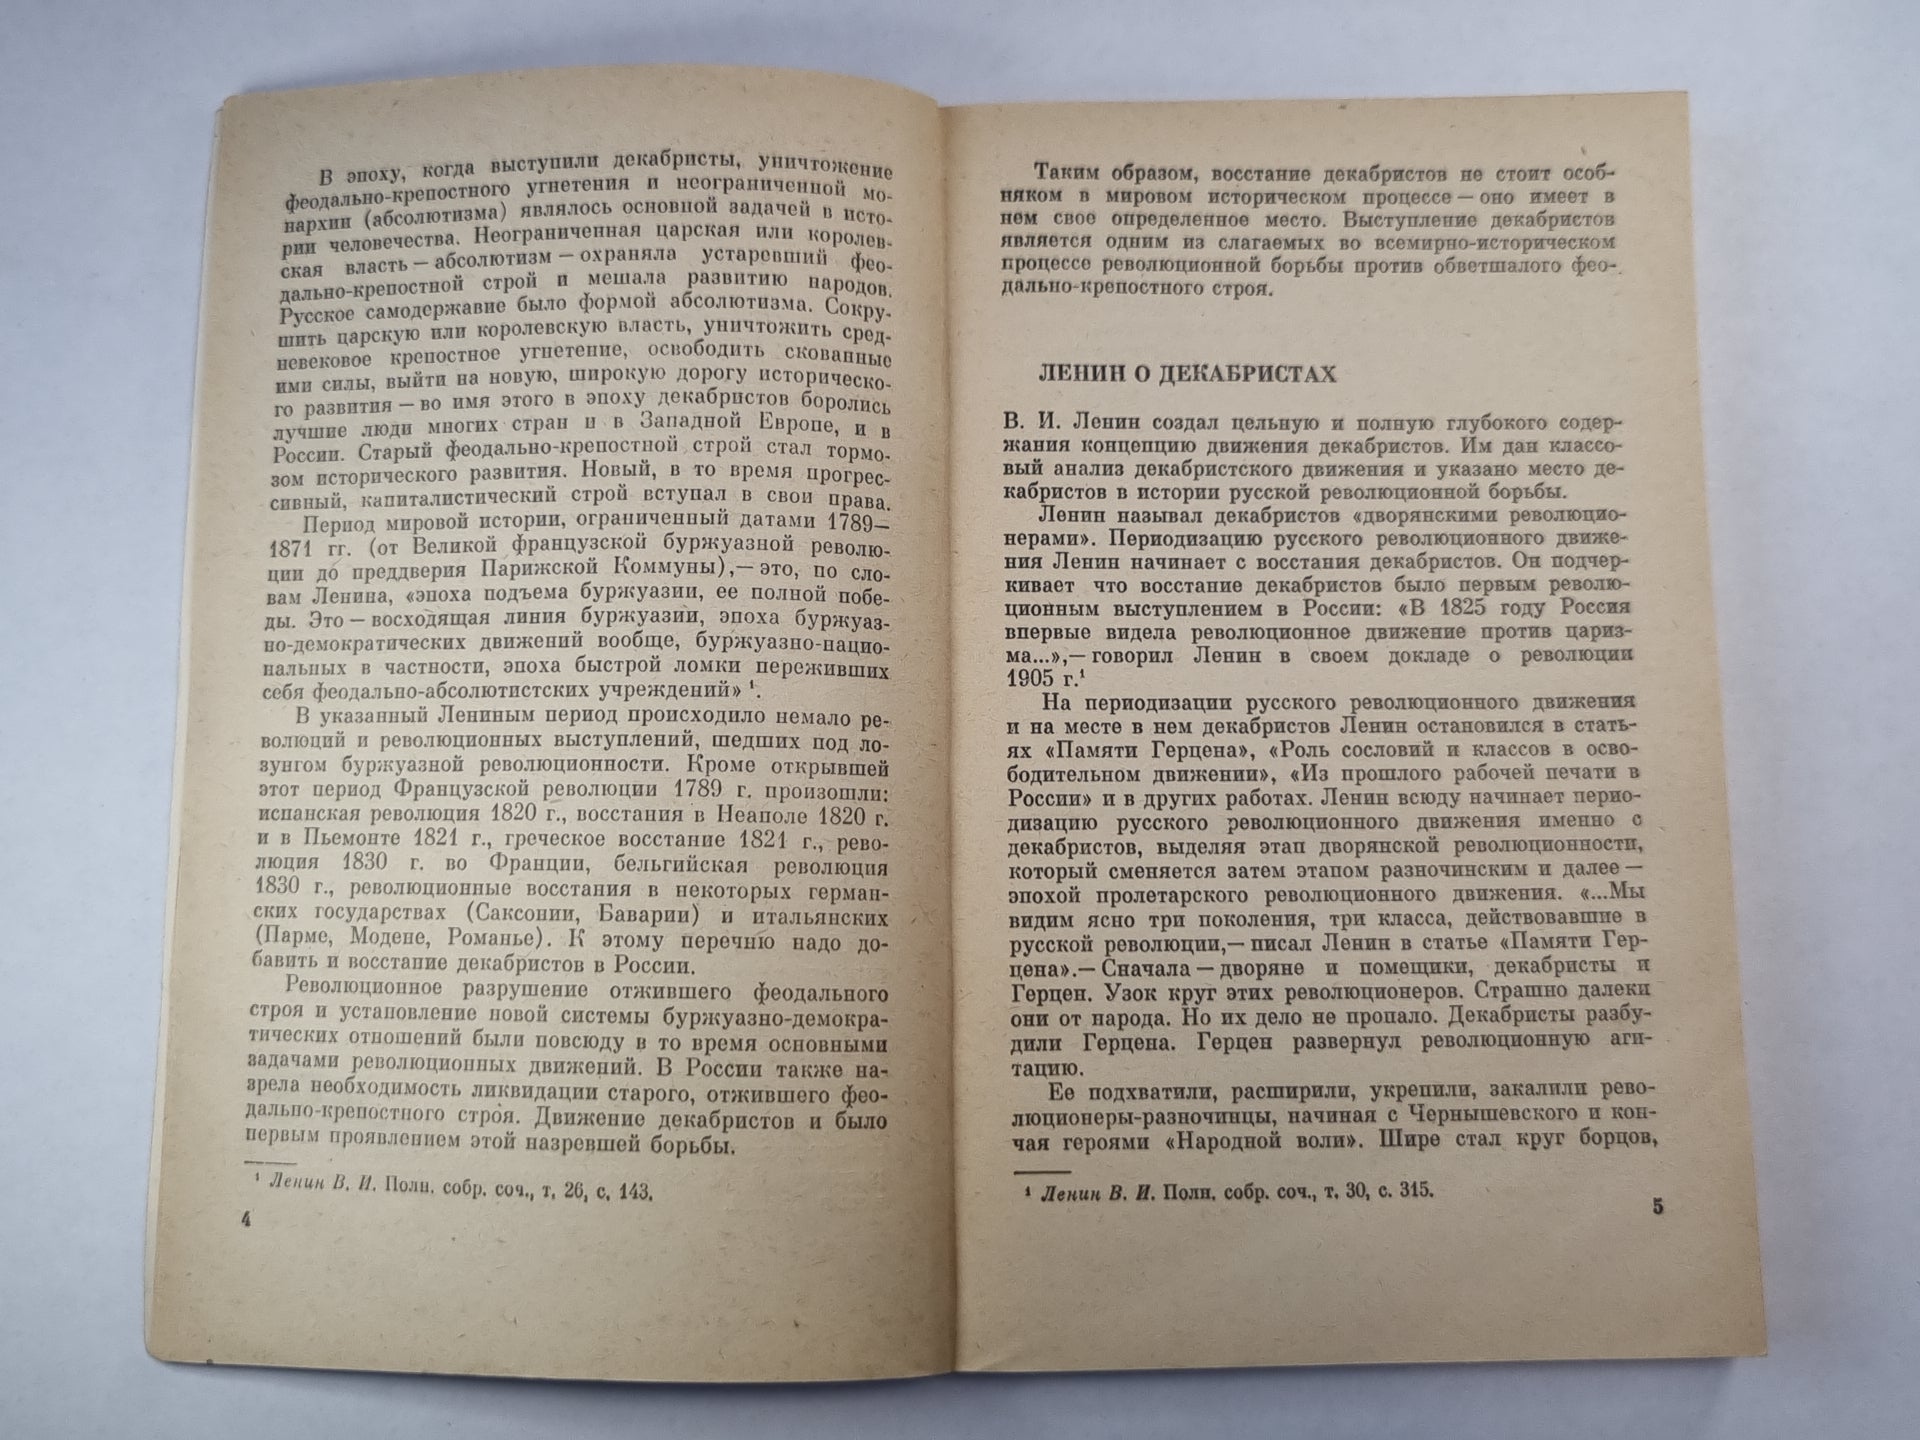 В эпоху, когда выступили декабристы, уничтожение
феодально-крепостного угнетения и неограниченной мо-
нархии (абсолютизма) являлось основной задачей в исто-
рии человечества. Неограниченная царская или королев-
ская власть — абсолютизм — охраняла устаревший фео-
дально-крепостной строй и мешала развитию народов.
Русское самодержавие было формой абсолютизма. Сокру-
шить царскую или королевскую власть, уничтожить сред-
невековое крепостное угнетение, освободить скованные
ими силы, выйти на новую, широкую дорогу историческо-
го развития — во имя этого в эпоху декабристов боролись
лучшие люди многих стран и в Западной Европе, и в
России. Старый феодально-крепостной строй стал тормо-
зом исторического развития. Новый, в то время прогрес-
сивный, капиталистический строй вступал в свои права.
Период мировой истории, ограниченный датами 1789—
1871 гг. (от Великой французской буржуазной револю-
ции до преддверия Парижской Коммуны),— это, по сло-
вам Ленина, «эпоха подъема буржуазии, ее полной побе-
ды. Это — восходящая линия буржуазии, эпоха буржуаз-
но-демократических движений вообще, буржуазно-нацио-
нальных в частности, эпоха быстрой ломки переживших
себя феодально-абсолютистских учреждений» ¹.
В указанный Лениным период происходило немало ре-
волюций и революционных выступлений, шедших под ло-
зунгом буржуазной революционности. Кроме открывшей
этот период Французской революции 1789 г. произошли:
испанская революция 1820 г., восстания в Неаполе 1820 г.
и в Пьемонте 1821 г., греческое восстание 1821 г., рево-
люция 1830 г. во Франции, бельгийская революция
1830 г., революционные восстания в некоторых герман-
ских государствах (Саксонии, Баварии) и итальянских
(Парме, Модене, Романье). К этому перечню надо до-
бавить и восстание декабристов в России.
Революционное разрушение отжившего феодального
строя и установление новой системы буржуазно-демокра-
тических отношений были повсюду в то время основными
задачами революционных движений. В России также на-
зрела необходимость ликвидации старого, отжившего фео-
дально-крепостного строя. Движение декабристов и было
первым проявлением этой назревшей борьбы.
¹ Ленин В. И. Полн. собр. соч., т. 26, с. 143.
4
Таким образом, восстание декабристов не стоит особ-
няком в мировом историческом процессе — оно имеет в
нем свое определенное место. Выступление декабристов
является одним из слагаемых во всемирно-историческом
процессе революционной борьбы против обветшалого фео-
дально-крепостного строя.
ЛЕНИН О ДЕКАБРИСТАХ
В. И. Ленин создал цельную и полную глубокого содер-
жания концепцию движения декабристов. Им дан классо-
вый анализ декабристского движения и указано место де-
кабристов в истории русской революционной борьбы.
Ленин называл декабристов «дворянскими революцио-
нерами». Периодизацию русского революционного движе-
ния Ленин начинает с восстания декабристов. Он подчер-
кивает что восстание декабристов было первым револю-
ционным выступлением в России: «В 1825 году Россия
впервые видела революционное движение против цариз-
ма...»,— говорил Ленин в своем докладе о революции
1905 г.¹
На периодизации русского революционного движения
и на месте в нем декабристов Ленин остановился в стать-
ях «Памяти Герцена», «Роль сословий и классов в осво-
бодительном движении», «Из прошлого рабочей печати в
России» и в других работах. Ленин всюду начинает перио-
дизацию русского революционного движения именно с
декабристов, выделяя этап дворянской революционности,
который сменяется затем этапом разночинским и далее —
эпохой пролетарского революционного движения. «...Мы
видим ясно три поколения, три класса, действовавшие в
русской революции,— писал Ленин в статье «Памяти Гер-
цена».— Сначала — дворяне и помещики, декабристы и
Герцен. Узок круг этих революционеров. Страшно далеки
они от народа. Но их дело не пропало. Декабристы разбу-
дили Герцена. Герцен развернул революционную аги-
тацию.
Ее подхватили, расширили, укрепили, закалили рево-
люционеры-разночинцы, начиная с Чернышевского и кон-
чая героями «Народной воли». Шире стал круг борцов,
¹ Ленин В. И. Полн. собр. соч., т. 30, с. 315.
5